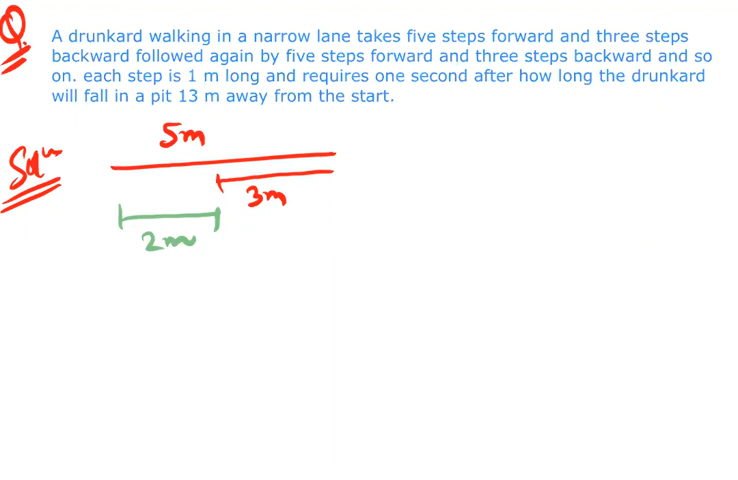 Q.
A drunkard walking in a narrow lane takes five steps forward and three steps
backward followed again by five steps forward and three steps backward and so
on. each step is 1 m long and requires one second after how long the drunkard
will fall in a pit 13 m away from the start.
Solⁿ
5m
3m
2m